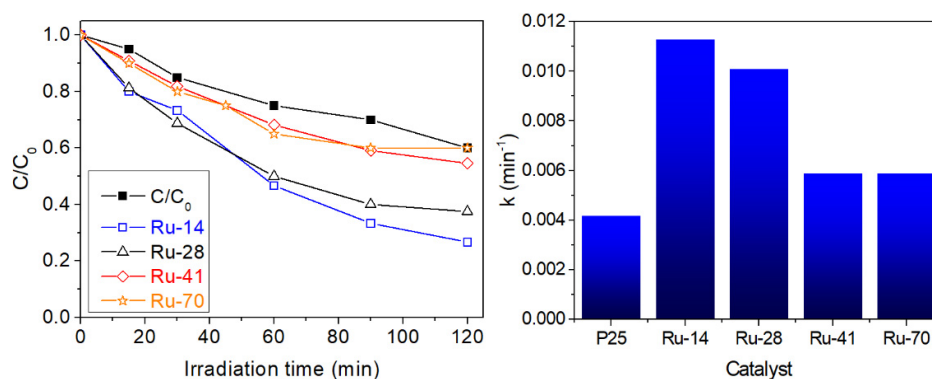 1.0
0.8
0.6
0.4
0.2
0.0
C/C₀
C/C₀
Ru-14
Ru-28
Ru-41
Ru-70
0 20 40 60 80 100 120
Irradiation time (min)
0.012
0.010
0.008
0.006
0.004
0.002
0.000
k (min⁻¹)
P25 Ru-14 Ru-28 Ru-41 Ru-70
Catalyst